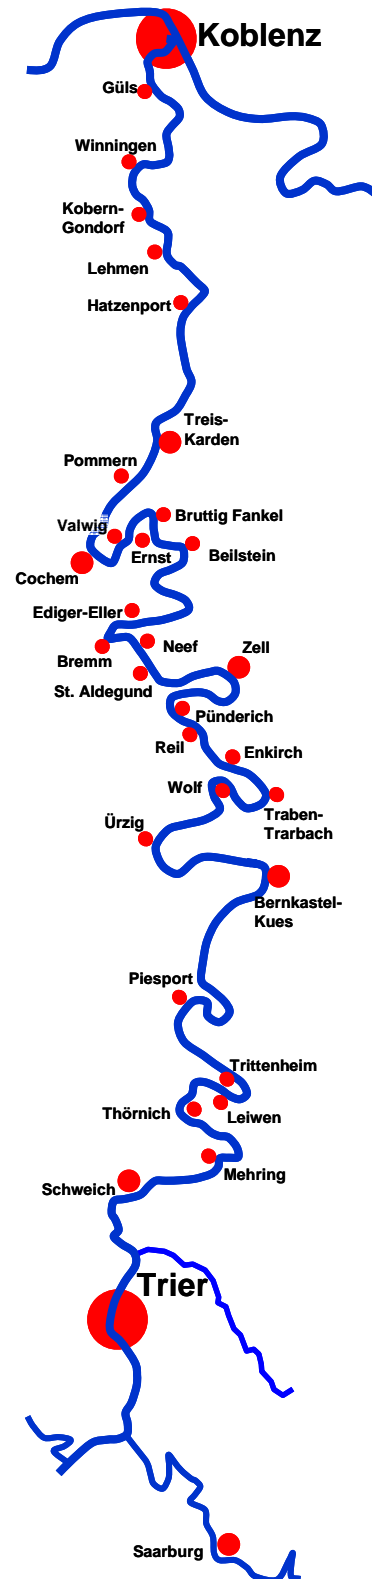 Koblenz
Güls
Winningen
Kobern-
Gondorf
Lehmen
Hatzenport
Treis-
Karden
Pommern
Bruttig Fankel
Valwig
Ernst
Beilstein
Cochem
Ediger-Eller
Neef
Zell
Bremm
St. Aldegund
Pünderich
Reil
Enkirch
Wolf
Traben-
Trarbach
Ürzig
Bernkastel-
Kues
Piesport
Trittenheim
Thörnich
Leiwen
Mehring
Schweich
Trier
Saarburg